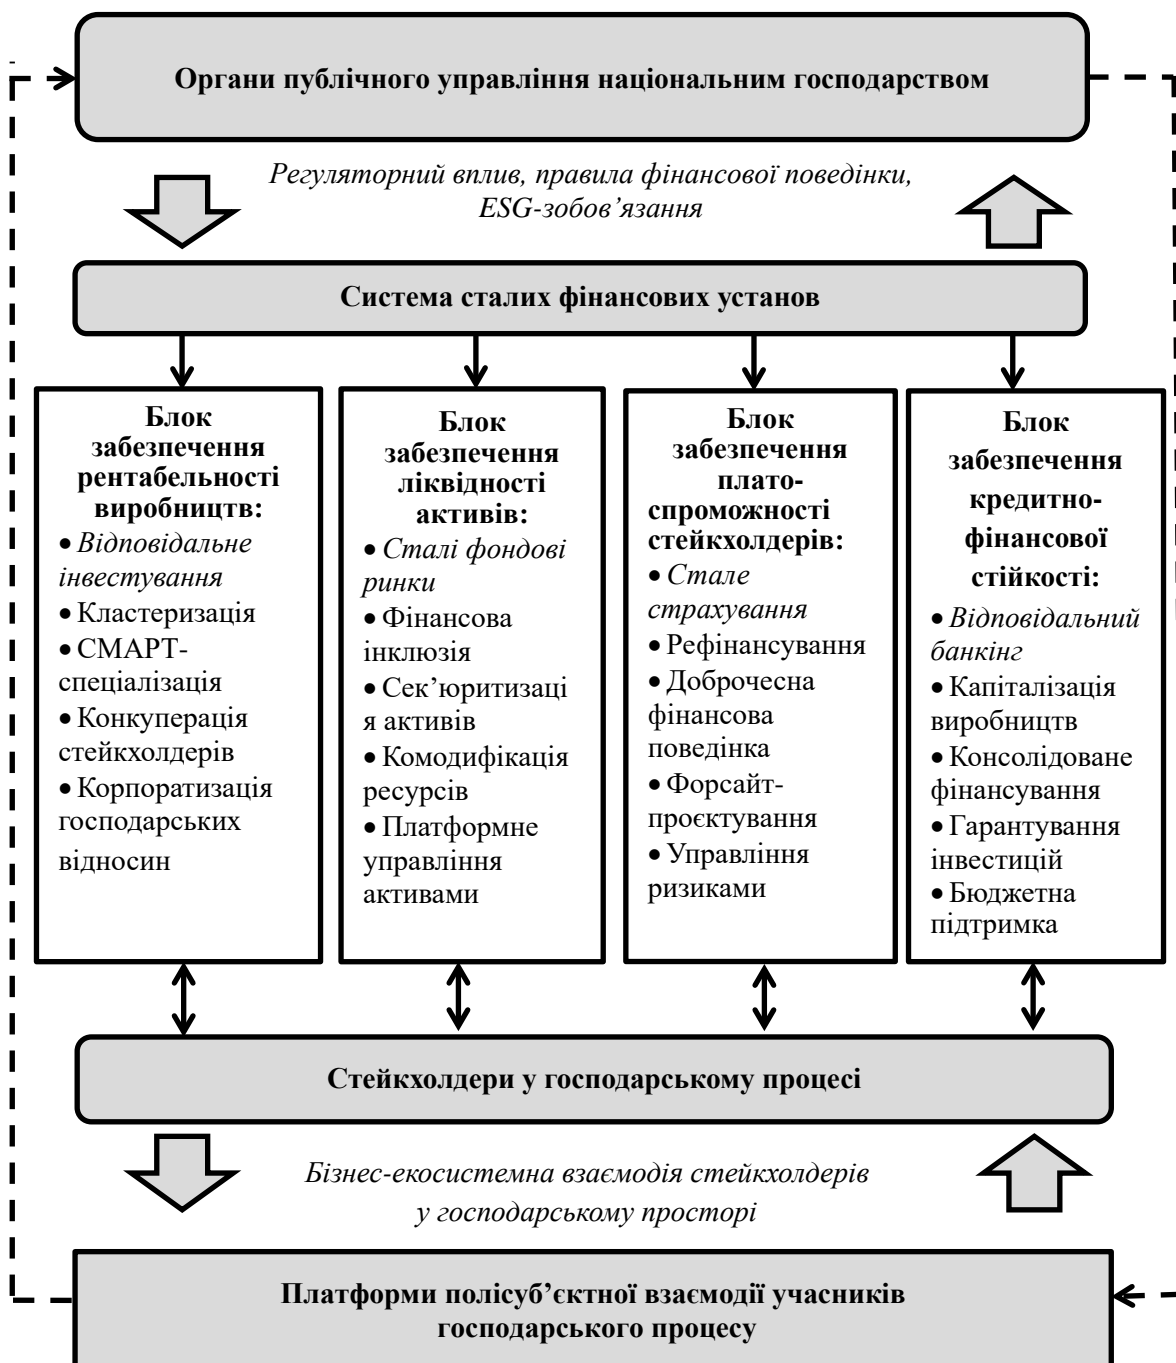 Органи публічного управління національним господарством
Регуляторний вплив, правила фінансової поведінки,
ESG-зобов’язання
Система сталих фінансових установ
Блок
забезпечення
рентабельності
виробництв:
• Відповідальне
інвестування
• Кластеризація
• СМАРТ-
спеціалізація
• Конкуперація
стейкхолдерів
• Корпоратизація
господарських
відносин
Блок
забезпечення
ліквідності
активів:
• Сталі фондові
ринки
• Фінансова
інклюзія
• Сек’юритизаці
я активів
• Комодифікація
ресурсів
• Платформне
управління
активами
Блок
забезпечення
плато-
спроможності
стейкхолдерів:
• Стале
страхування
• Рефінансування
• Доброчесна
фінансова
поведінка
• Форсайт-
проєктування
• Управління
ризиками
Блок
забезпечення
кредитно-
фінансової
стійкості:
• Відповідальний
банкінг
• Капіталізація
виробництв
• Консолідоване
фінансування
• Гарантування
інвестицій
• Бюджетна
підтримка
Стейкхолдери у господарському процесі
Бізнес-екосистемна взаємодія стейкхолдерів
у господарському просторі
Платформи полісуб’єктної взаємодії учасників
господарського процесу